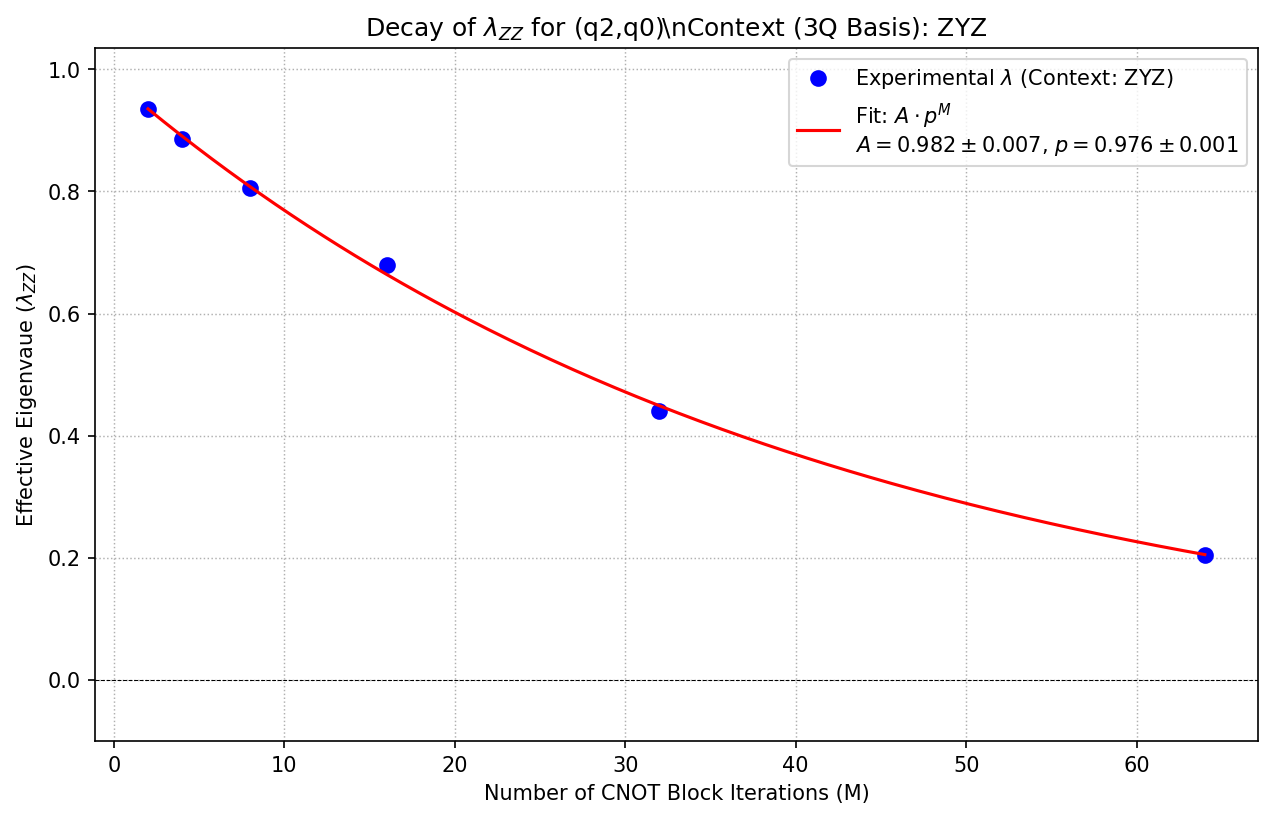 Decay of λ_ZZ for (q2,q0)\nContext (3Q Basis): ZYZ
Experimental λ (Context: ZYZ)
Fit: A · p^M
A = 0.982 ± 0.007, p = 0.976 ± 0.001
Effective Eigenvaue (λ_ZZ)
1.0
0.8
0.6
0.4
0.2
0.0
0 10 20 30 40 50 60
Number of CNOT Block Iterations (M)